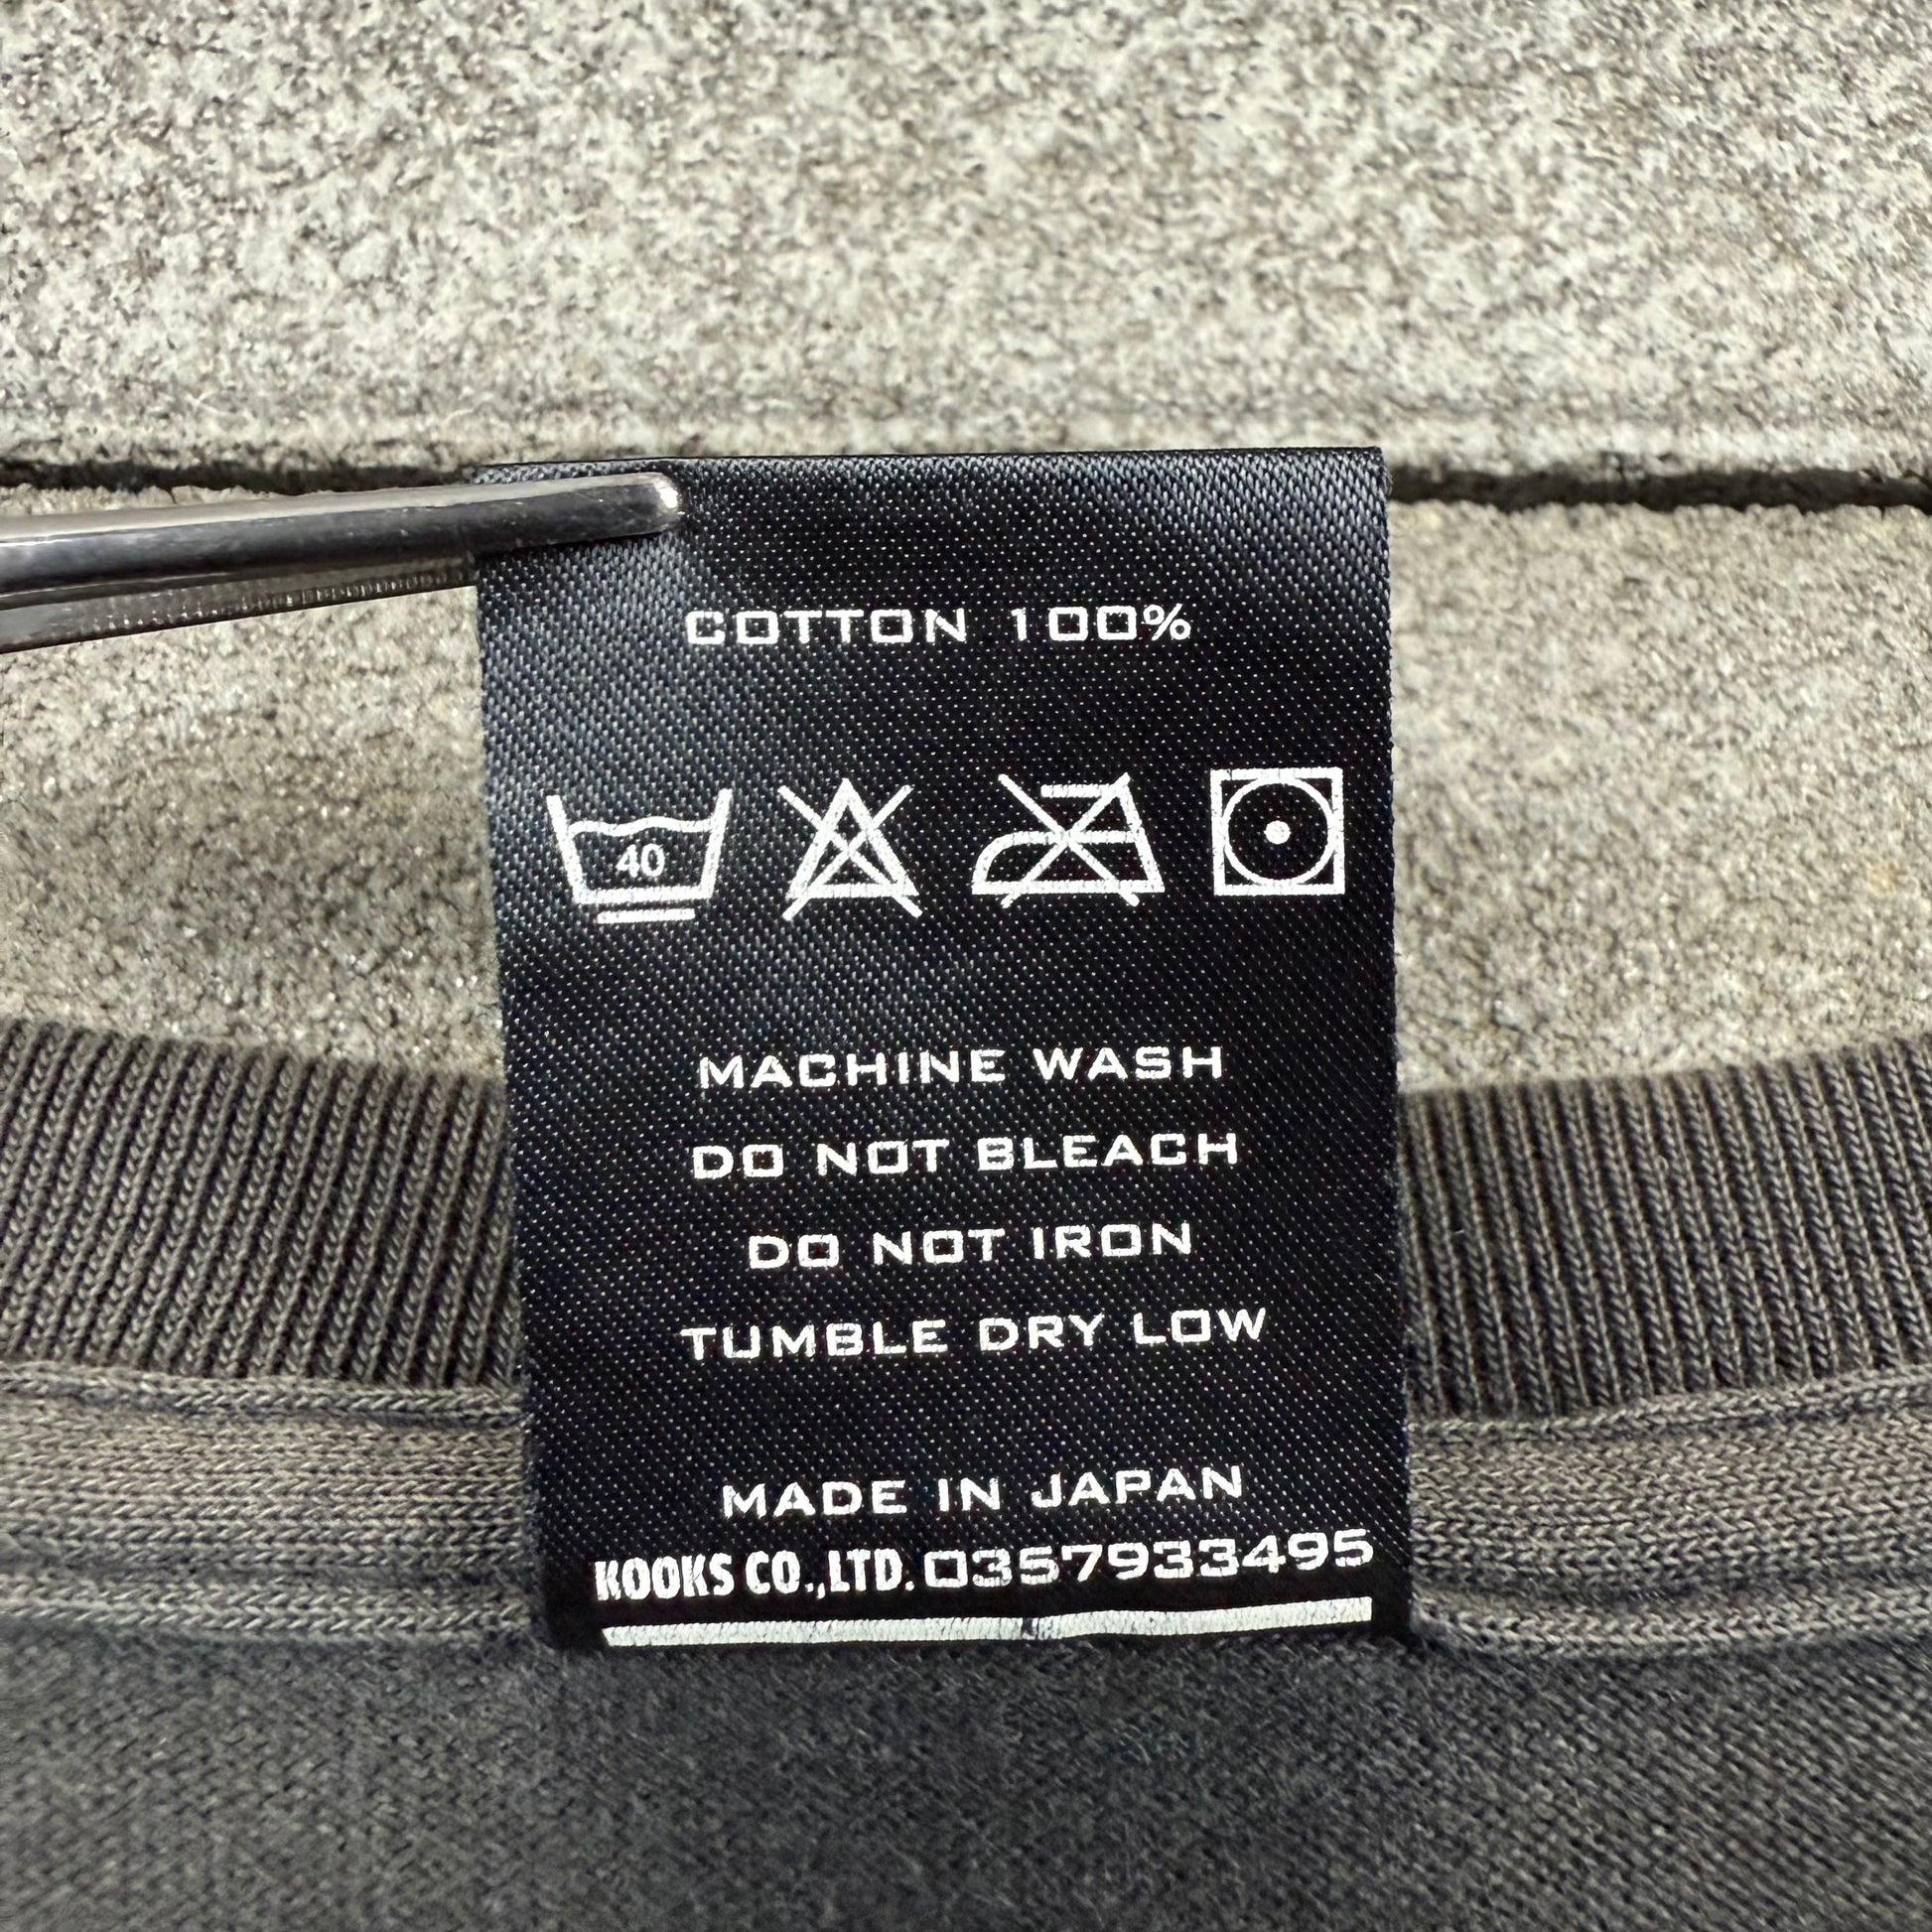 COTTON 100%
40
MACHINE WASH
DO NOT BLEACH
DO NOT IRON
TUMBLE DRY LOW
MADE IN JAPAN
KOOKS CO.,LTD. 0357933495